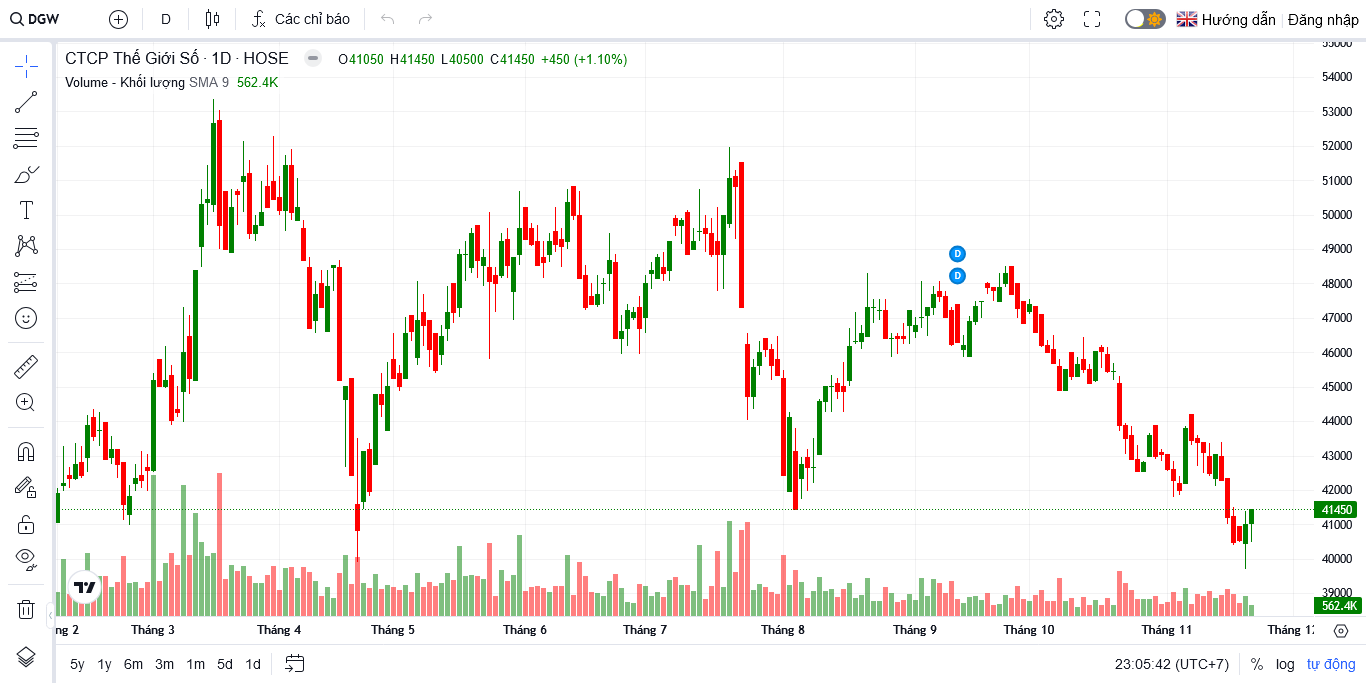 DGW
D
Các chỉ báo
Hướng dẫn
Đăng nhập
CTCP Thế Giới Số · 1D · HOSE
O41050 H41450 L40500 C41450 +450 (+1.10%)
Volume - Khối lượng SMA 9 562.4K
D
D
55000
54000
53000
52000
51000
50000
49000
48000
47000
46000
45000
44000
43000
42000
41450
41000
40000
39000
562.4K
ng 2 Tháng 3 Tháng 4 Tháng 5 Tháng 6 Tháng 7 Tháng 8 Tháng 9 Tháng 10 Tháng 11 Tháng 12
5y 1y 6m 3m 1m 5d 1d
23:05:42 (UTC+7) % log tự động